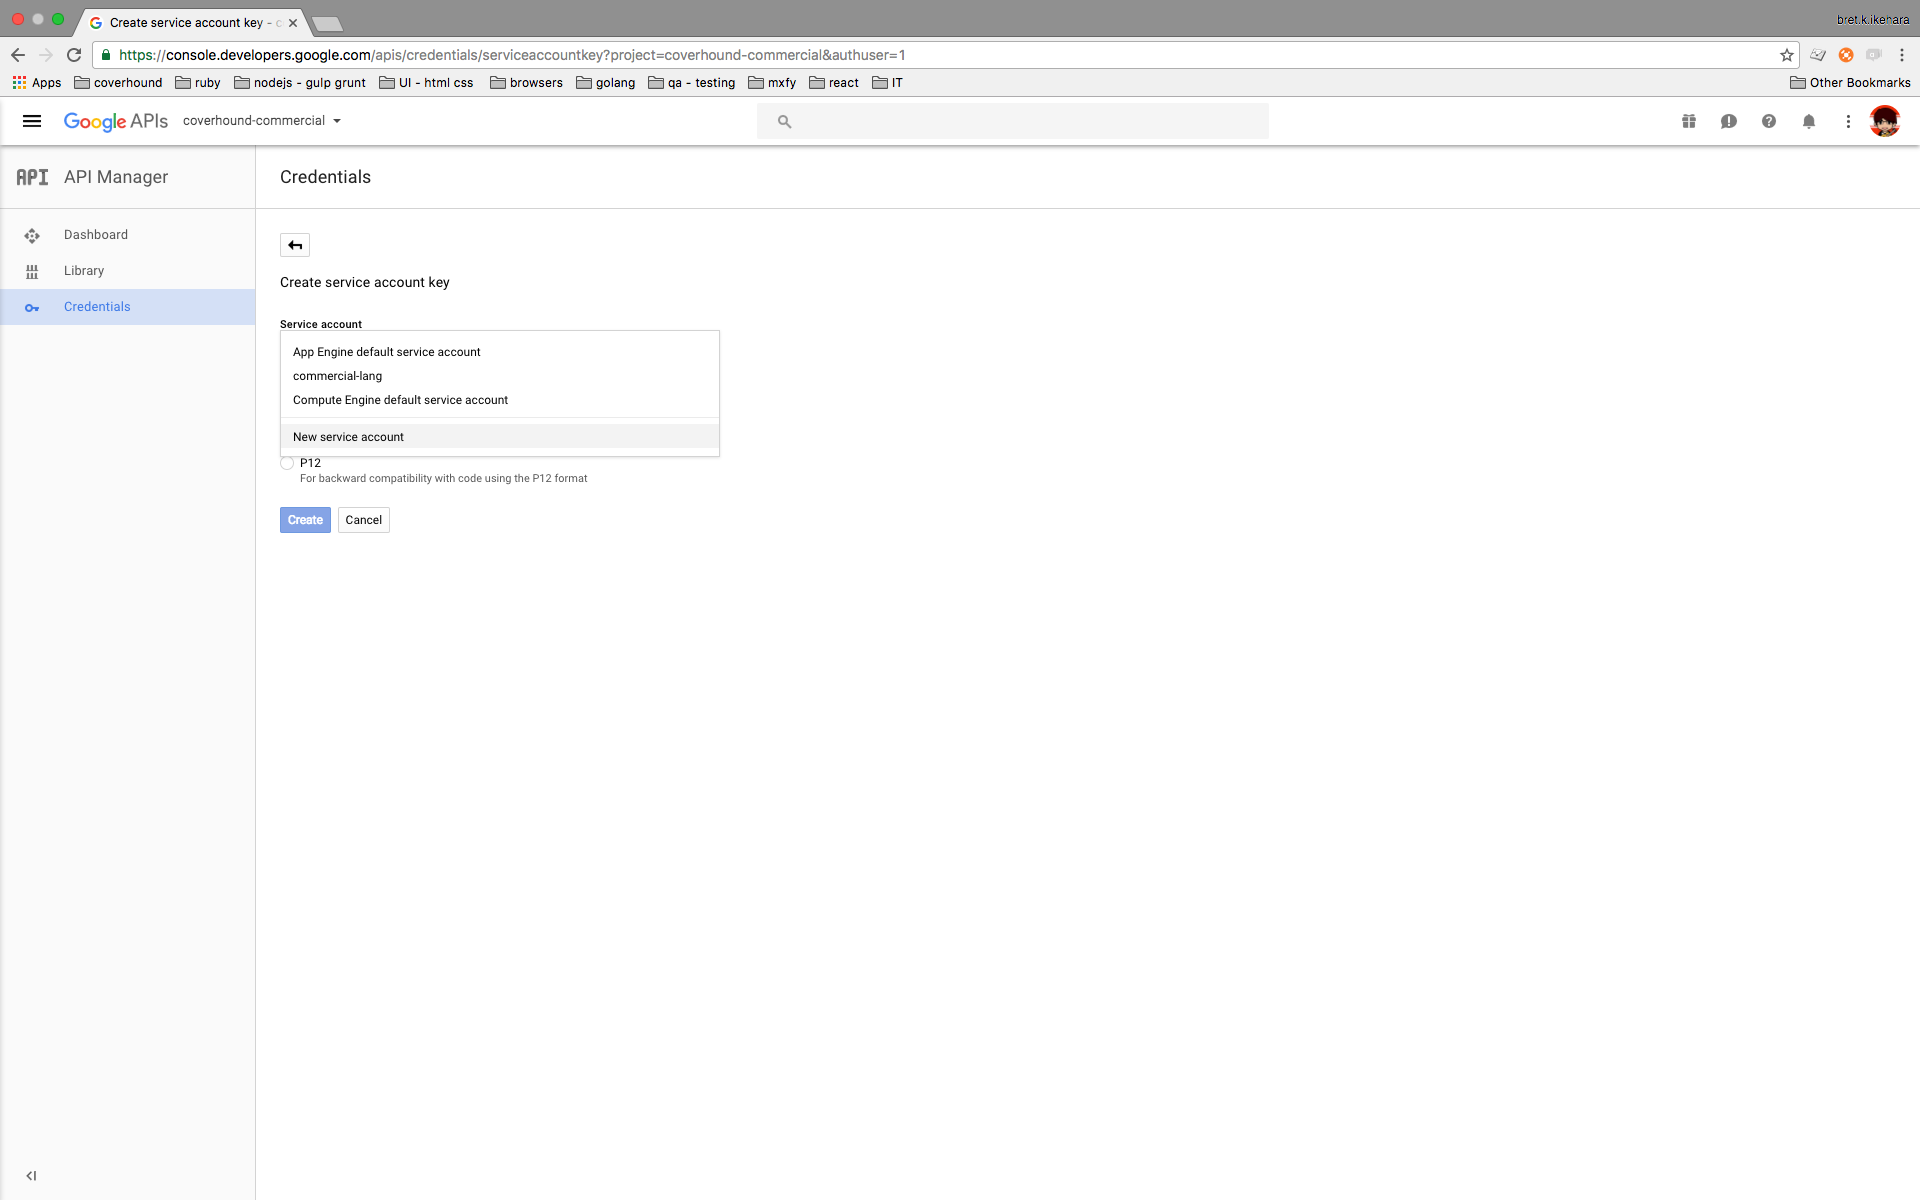 Create service account key - c
bret.k.ikehara
https://console.developers.google.com/apis/credentials/serviceaccountkey?project=coverhound-commercial&authuser=1
Apps coverhound ruby nodejs - gulp grunt UI - html css browsers golang qa - testing mxfy react IT Other Bookmarks
Google APIs coverhound-commercial
API API Manager
Credentials
Dashboard
Library
Credentials
Create service account key
Service account
App Engine default service account
commercial-lang
Compute Engine default service account
New service account
P12
For backward compatibility with code using the P12 format
Create Cancel